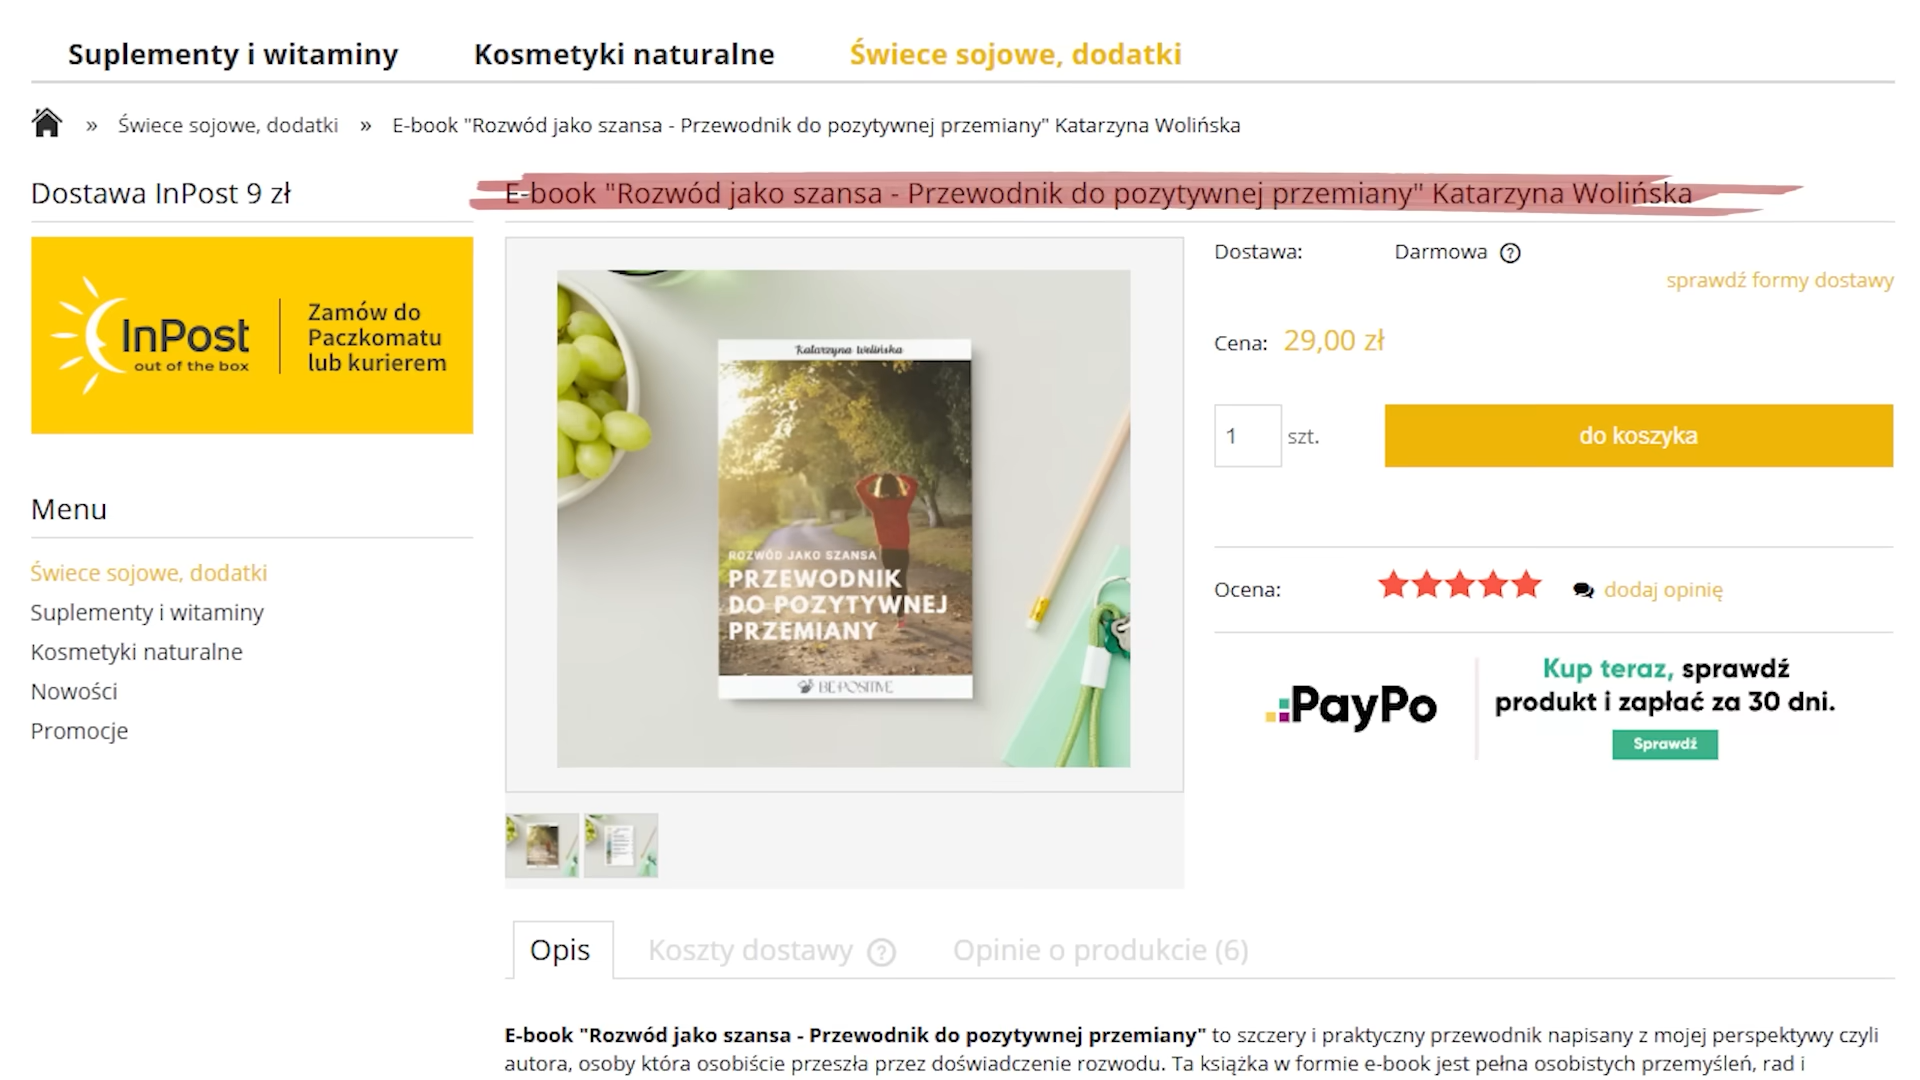 Suplementy i witaminy
Kosmetyki naturalne
Świece sojowe, dodatki
» Świece sojowe, dodatki » E-book "Rozwód jako szansa - Przewodnik do pozytywnej przemiany" Katarzyna Wolińska
Dostawa InPost 9 zł
InPost
out of the box
Zamów do
Paczkomatu
lub kurierem
Menu
Świece sojowe, dodatki
Suplementy i witaminy
Kosmetyki naturalne
Nowości
Promocje
E-book "Rozwód jako szansa - Przewodnik do pozytywnej przemiany" Katarzyna Wolińska
Katarzyna Wolińska
ROZWÓD JAKO SZANSA
PRZEWODNIK
DO POZYTYWNEJ
PRZEMIANY
BE POSITIVE
Dostawa: Darmowa ?
sprawdź formy dostawy
Cena: 29,00 zł
1 szt.
do koszyka
Ocena:
dodaj opinię
PayPo
Kup teraz, sprawdź
produkt i zapłać za 30 dni.
Sprawdź
Opis
Koszty dostawy ?
Opinie o produkcie (6)
E-book "Rozwód jako szansa - Przewodnik do pozytywnej przemiany" to szczery i praktyczny przewodnik napisany z mojej perspektywy czyli
autora, osoby która osobiście przeszła przez doświadczenie rozwodu. Ta książka w formie e-book jest pełna osobistych przemyśleń, rad i